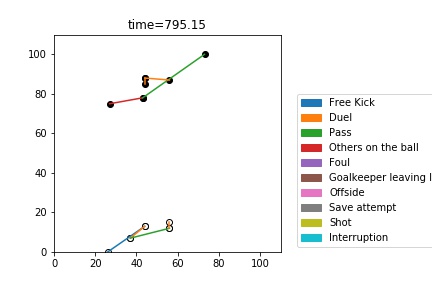 time=795.15
100
80
60
40
20
0
0 20 40 60 80 100
Free Kick
Duel
Pass
Others on the ball
Foul
Goalkeeper leaving l
Offside
Save attempt
Shot
Interruption